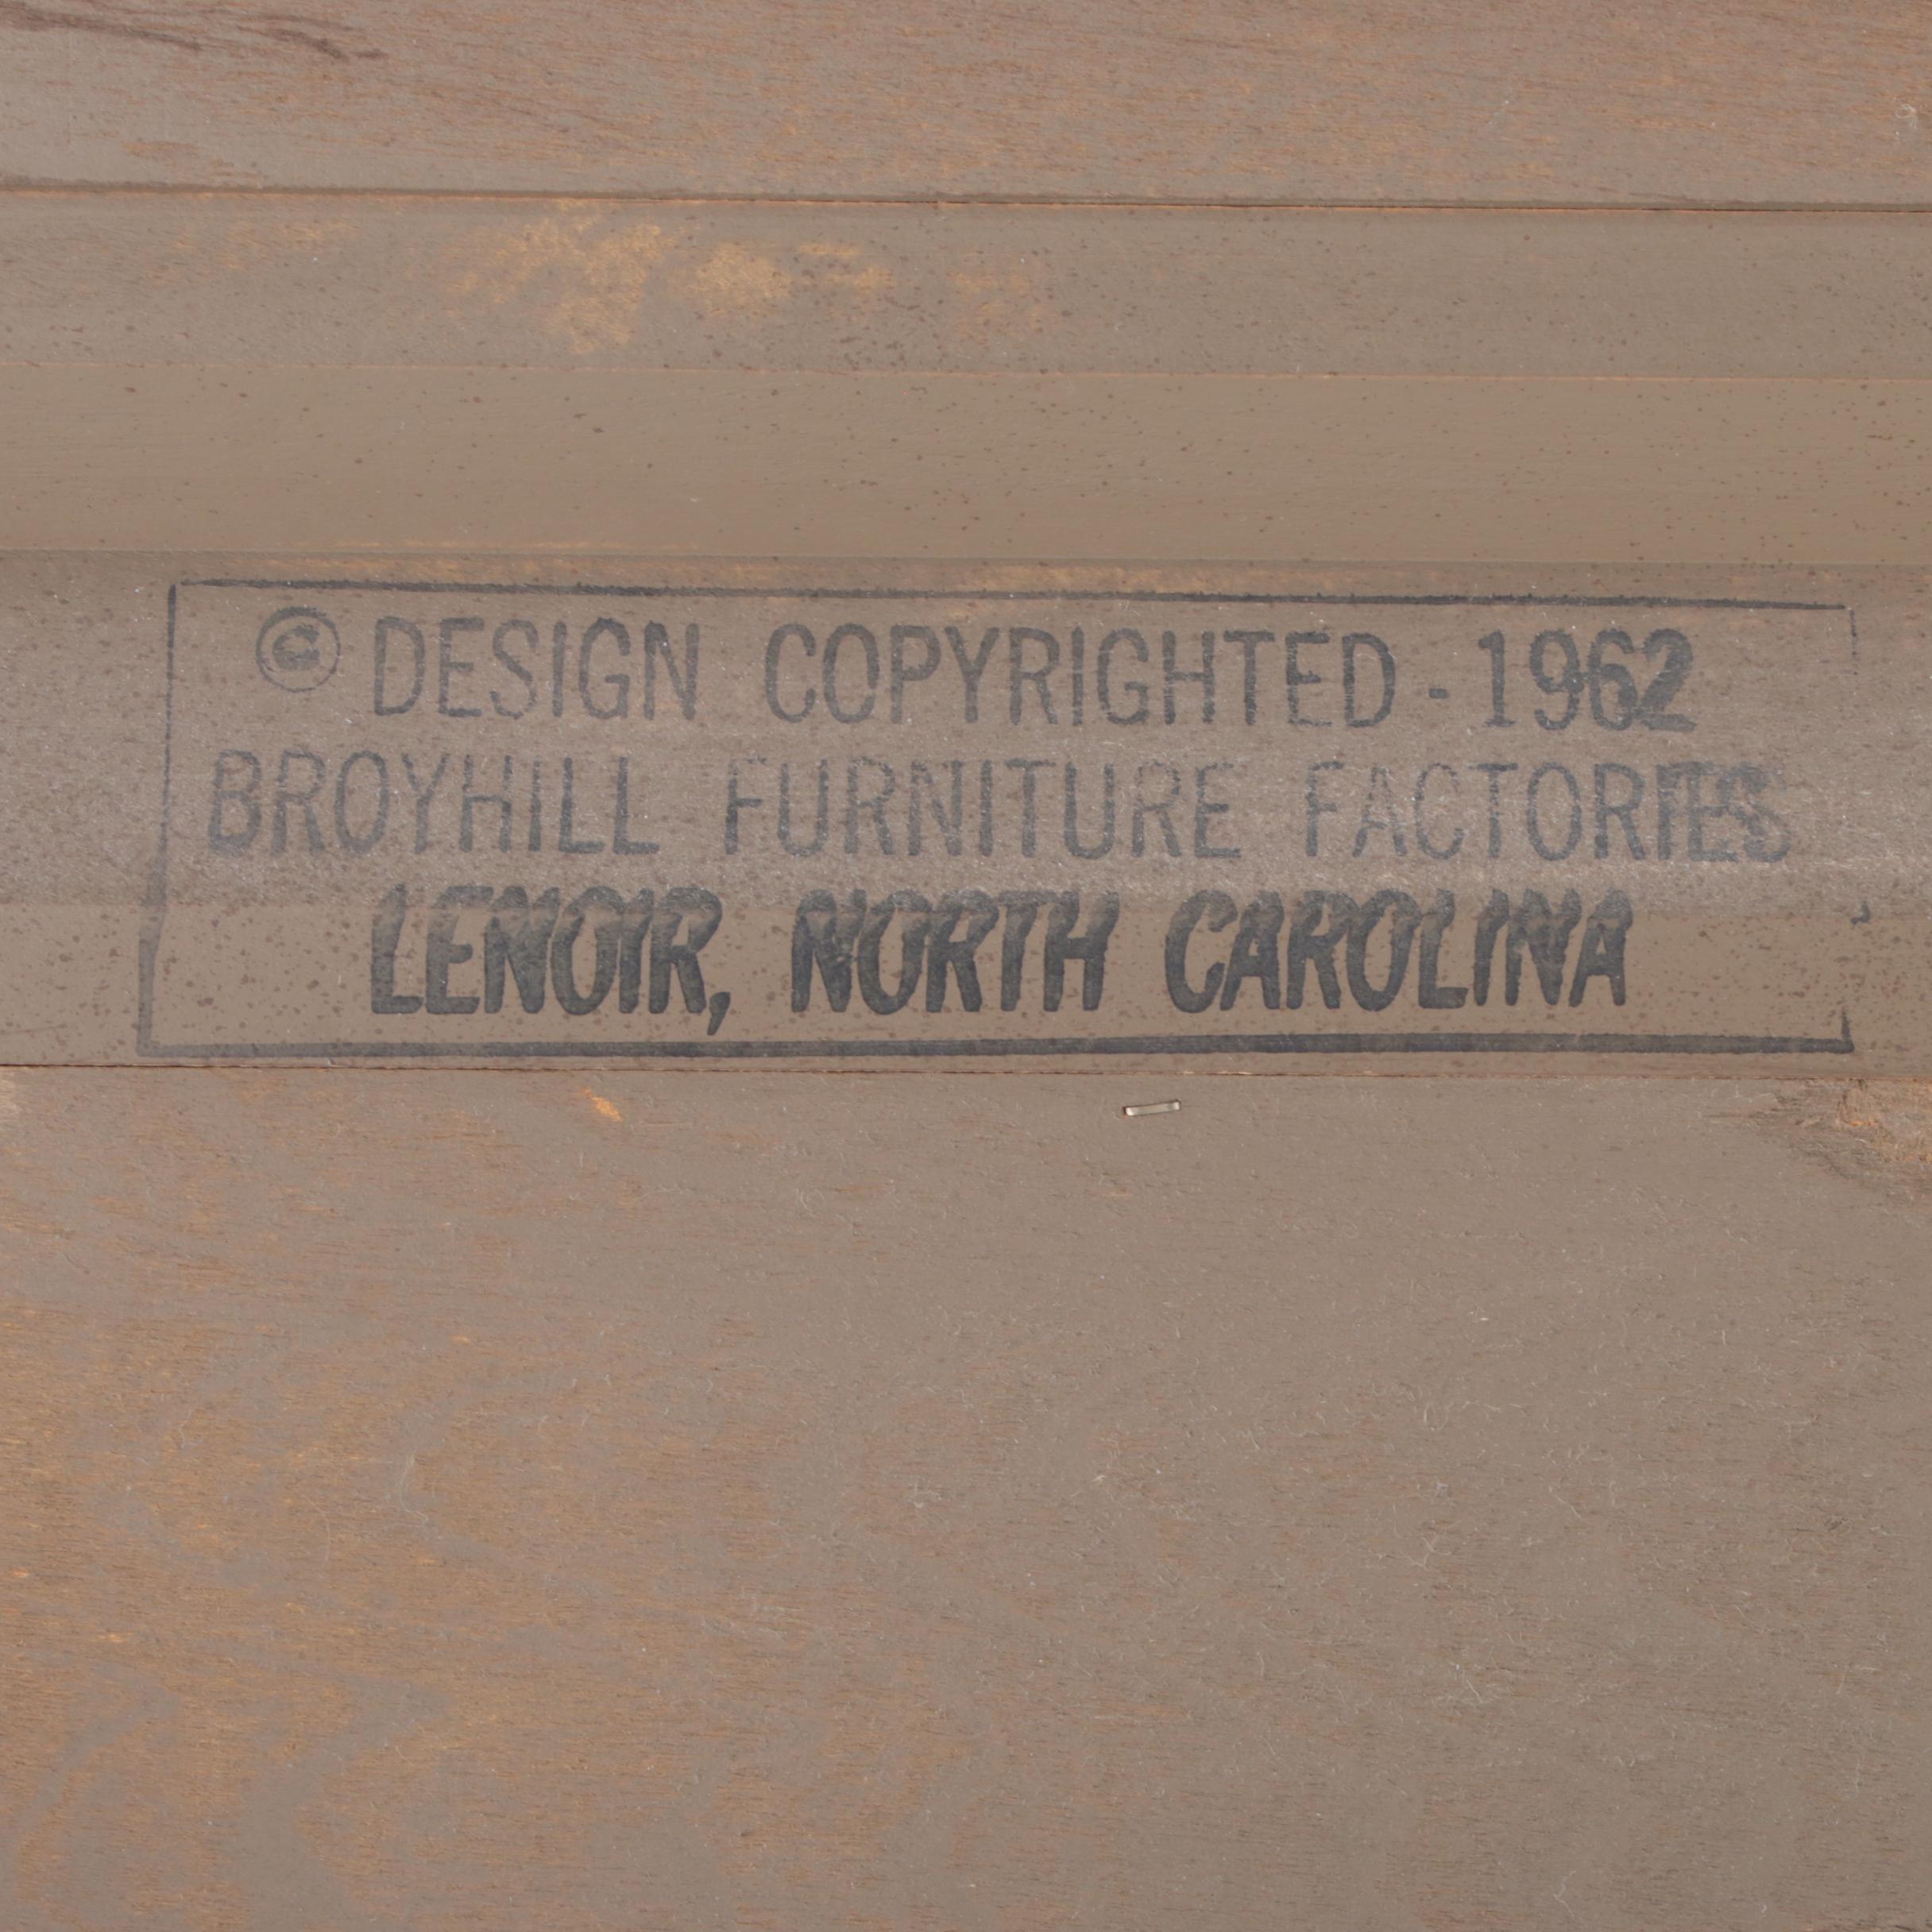 © DESIGN COPYRIGHTED - 1962
BROYHILL FURNITURE FACTORIES
LENOIR, NORTH CAROLINA